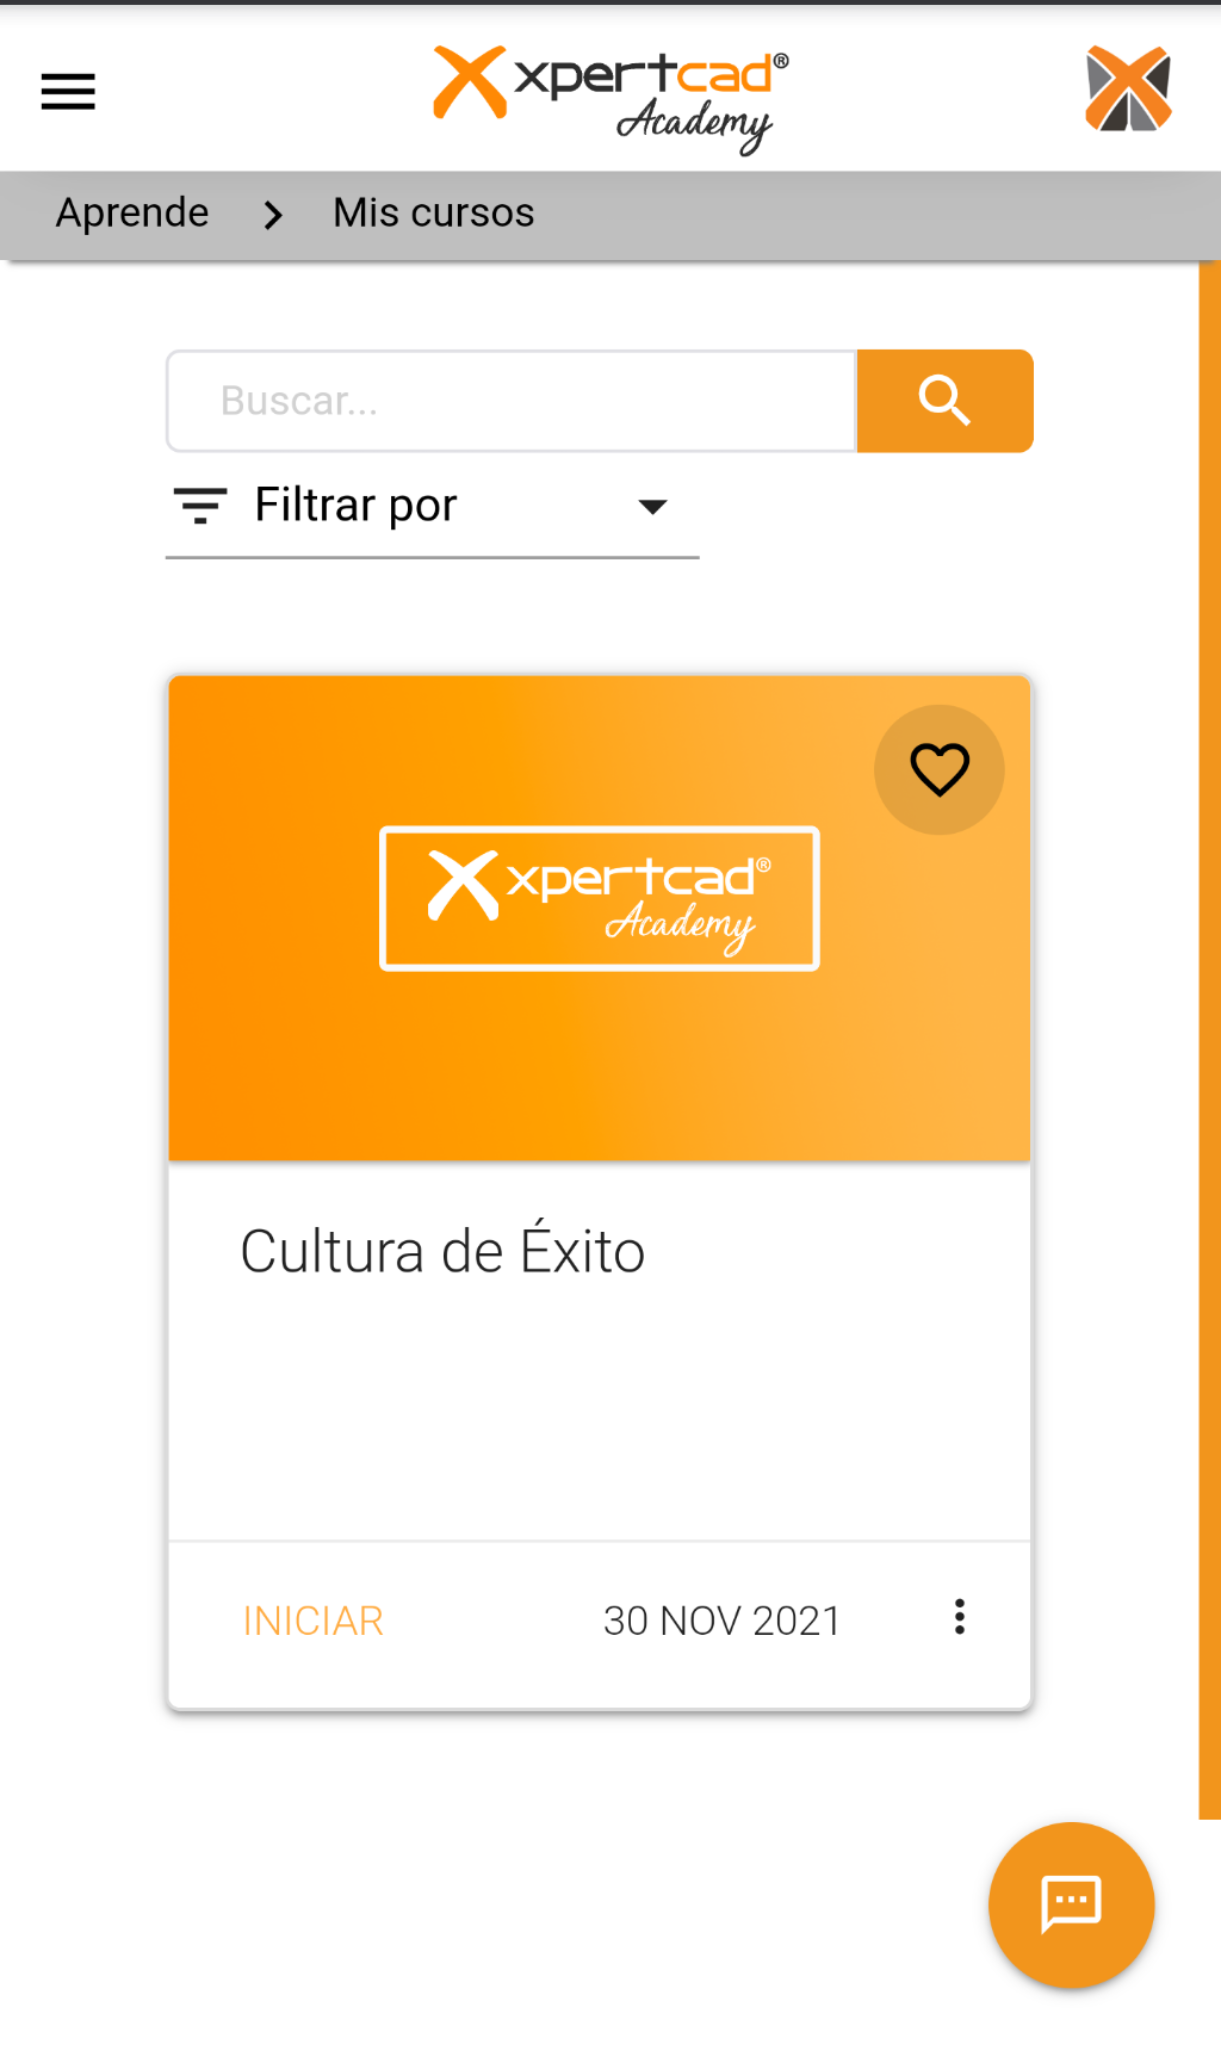 xpertcad®
Academy
Aprende > Mis cursos
Buscar...
Filtrar por
xpertcad®
Academy
Cultura de Éxito
INICIAR 30 NOV 2021